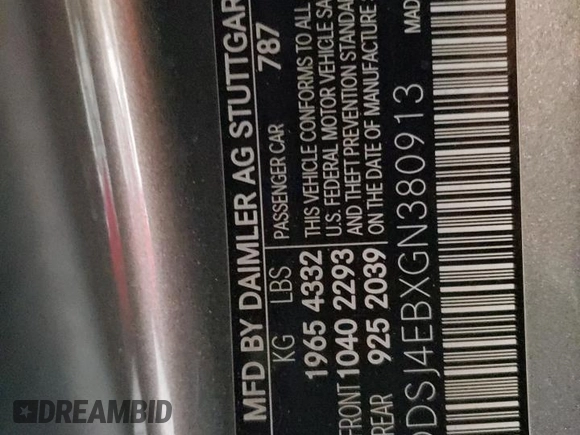 MFD BY DAIMLER AG STUTTGAR
787
KG LBS PASSENGER CAR
1965 4332
FRONT 1040 2293
REAR 925 2039
THIS VEHICLE CONFORMS TO ALL
U.S. FEDERAL MOTOR VEHICLE SA
AND THEFT PREVENTION STANDA
ON THE DATE OF MANUFACTURE
MAD
DDSJ4EBXGN380913
DREAMBID